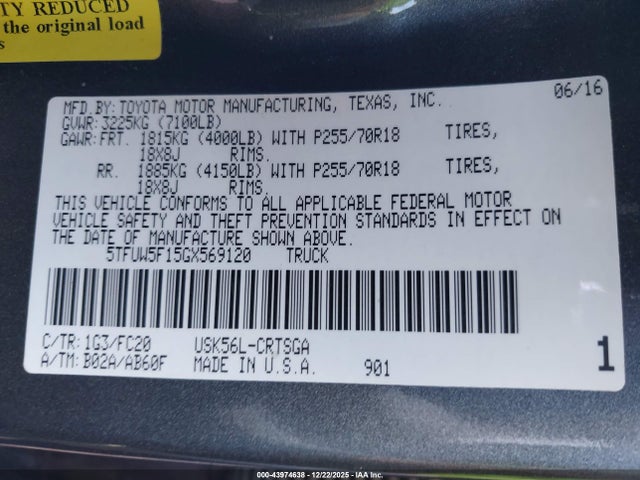 TY REDUCED
the original load
s
MFD.BY:TOYOTA MOTOR MANUFACTURING, TEXAS, INC. 06/16
GVWR:3225KG (7100LB)
GAWR:FRT. 1815KG (4000LB) WITH P255/70R18 TIRES,
18X8J RIMS.
RR. 1885KG (4150LB) WITH P255/70R18 TIRES,
18X8J RIMS.
THIS VEHICLE CONFORMS TO ALL APPLICABLE FEDERAL MOTOR
VEHICLE SAFETY AND THEFT PREVENTION STANDARDS IN EFFECT ON
THE DATE OF MANUFACTURE SHOWN ABOVE.
5TFUW5F15GX569120 TRUCK
C/TR:1G3/FC20 USK56L-CRTSGA
A/TM:B02A/AB60F MADE IN U.S.A. 901 1
00-43974638 - 12/22/2025 - IAA Inc.